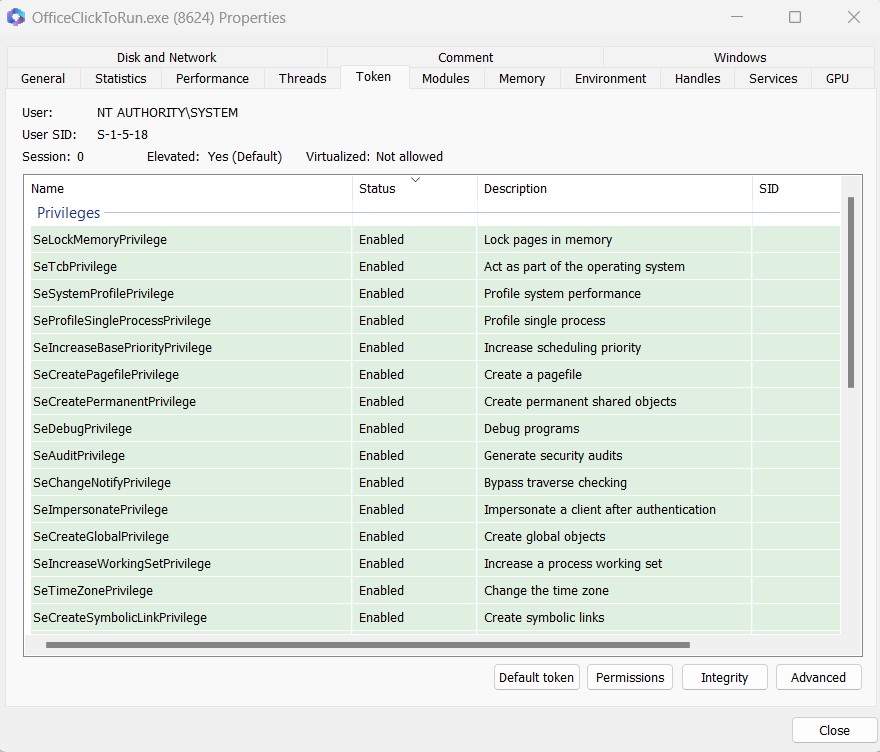 OfficeClickToRun.exe (8624) Properties
Disk and Network Comment Windows
General Statistics Performance Threads Token Modules Memory Environment Handles Services GPU
User: NT AUTHORITY\SYSTEM
User SID: S-1-5-18
Session: 0 Elevated: Yes (Default) Virtualized: Not allowed
Name Status Description SID
Privileges
SeLockMemoryPrivilege Enabled Lock pages in memory
SeTcbPrivilege Enabled Act as part of the operating system
SeSystemProfilePrivilege Enabled Profile system performance
SeProfileSingleProcessPrivilege Enabled Profile single process
SeIncreaseBasePriorityPrivilege Enabled Increase scheduling priority
SeCreatePagefilePrivilege Enabled Create a pagefile
SeCreatePermanentPrivilege Enabled Create permanent shared objects
SeDebugPrivilege Enabled Debug programs
SeAuditPrivilege Enabled Generate security audits
SeChangeNotifyPrivilege Enabled Bypass traverse checking
SeImpersonatePrivilege Enabled Impersonate a client after authentication
SeCreateGlobalPrivilege Enabled Create global objects
SeIncreaseWorkingSetPrivilege Enabled Increase a process working set
SeTimeZonePrivilege Enabled Change the time zone
SeCreateSymbolicLinkPrivilege Enabled Create symbolic links
Default token Permissions Integrity Advanced
Close